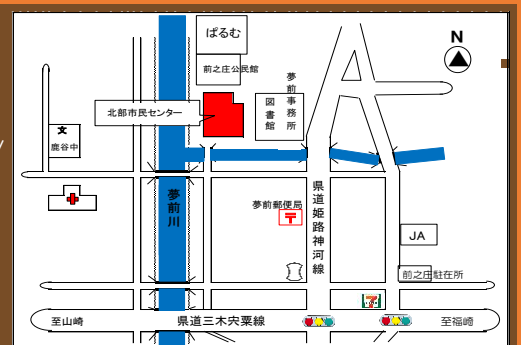 ぱるむ
N
前之庄公民館
夢前事務所
図書館
北部市民センター
文
鹿谷中
夢前川
夢前郵便局
〒
県道姫路神河線
JA
前之庄駐在所
7
至山崎
県道三木宍粟線
至福崎